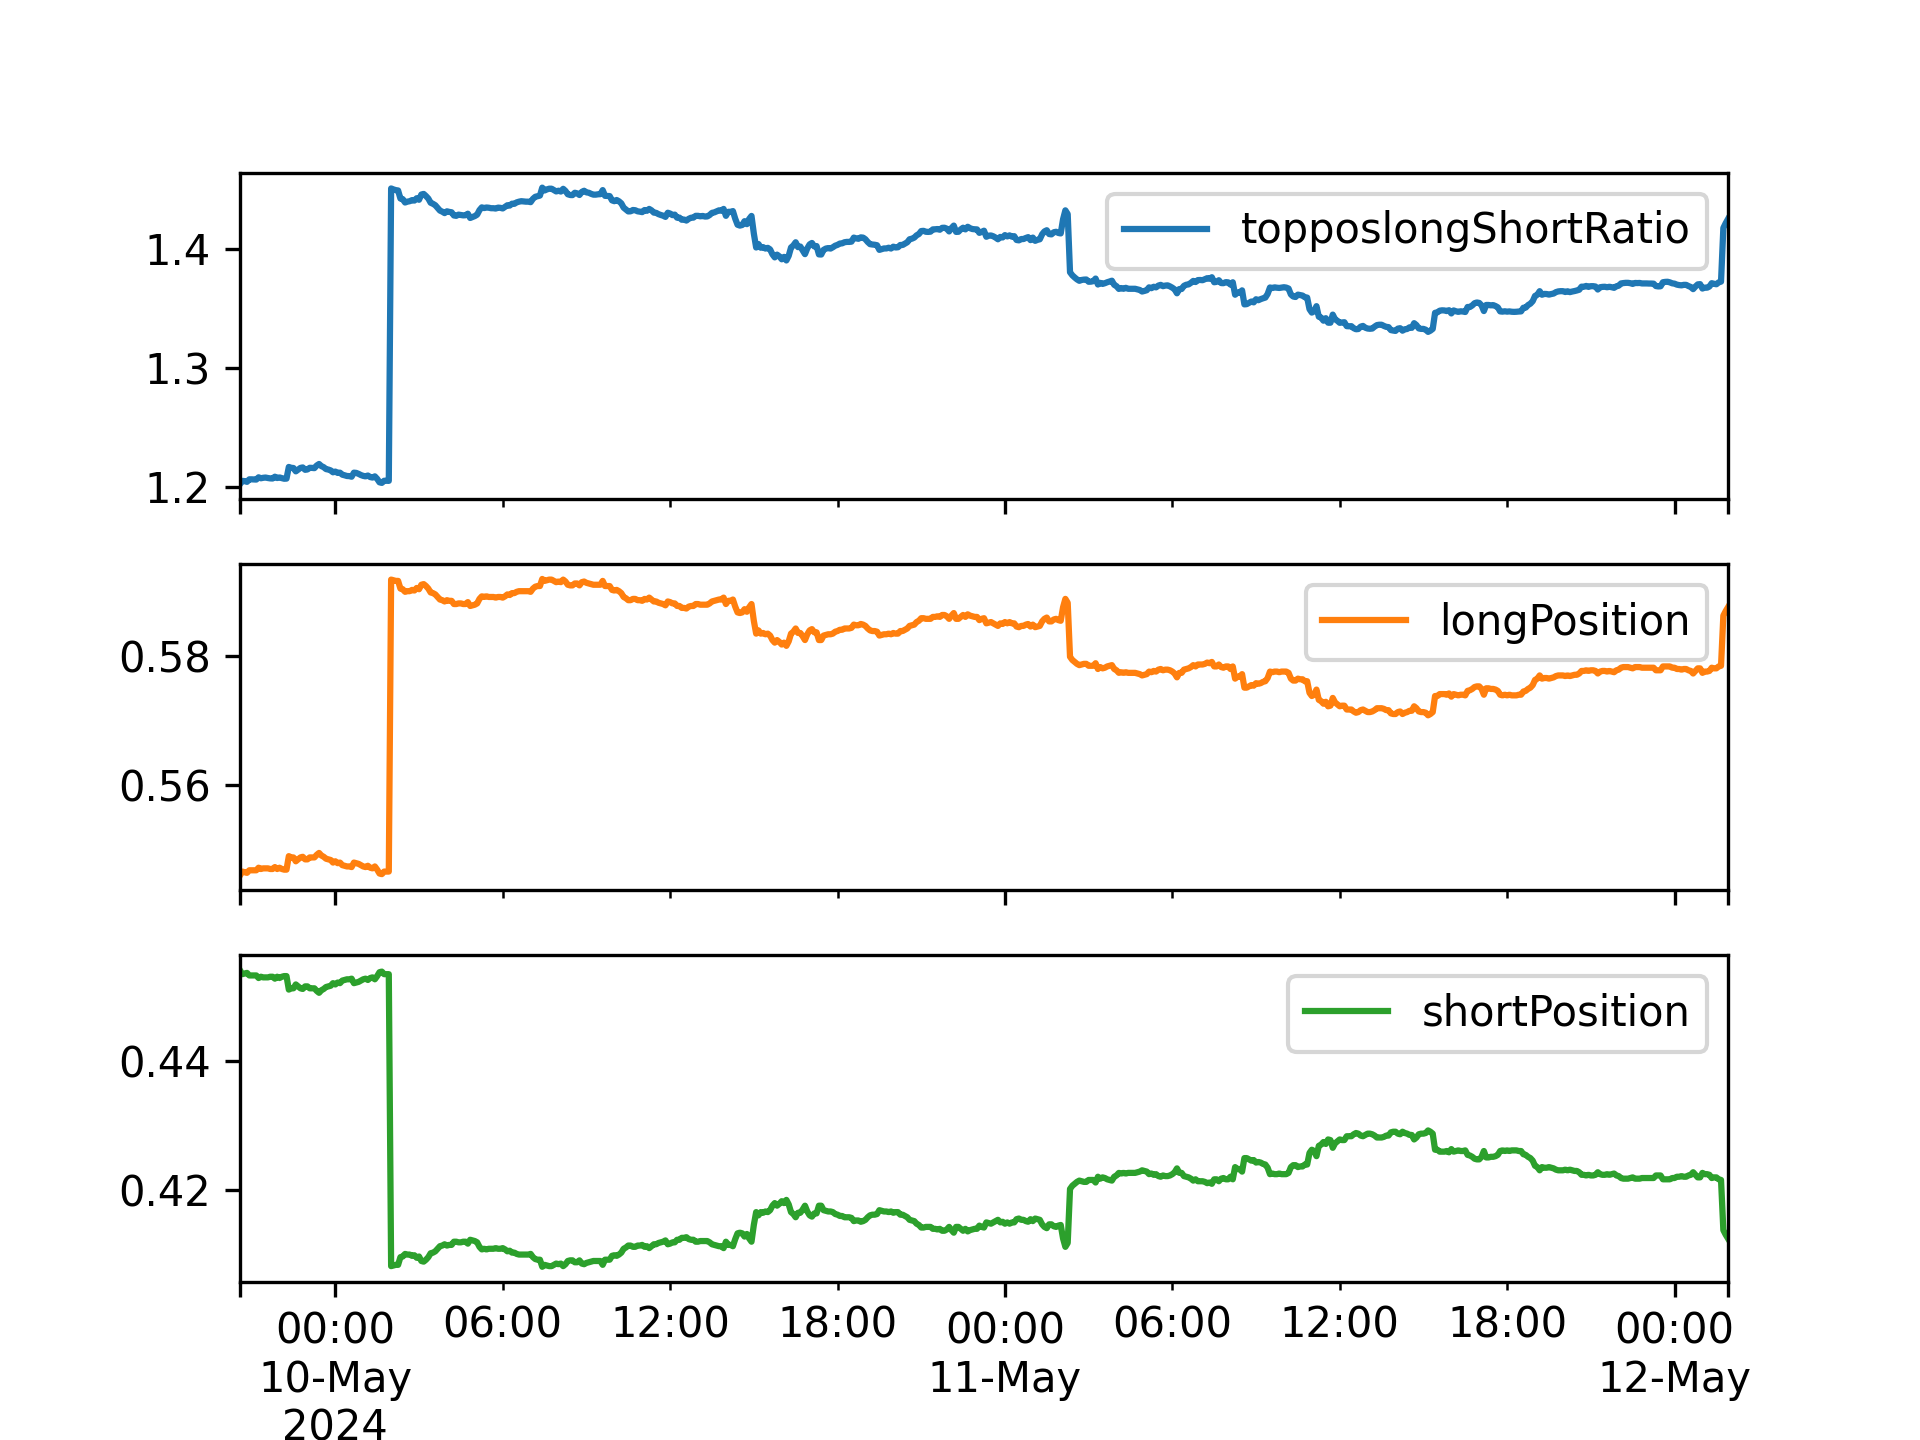 topposlongShortRatio
1.4
1.3
1.2
longPosition
0.58
0.56
shortPosition
0.44
0.42
00:00 06:00 12:00 18:00 00:00 06:00 12:00 18:00 00:00
10-May 11-May 12-May
2024